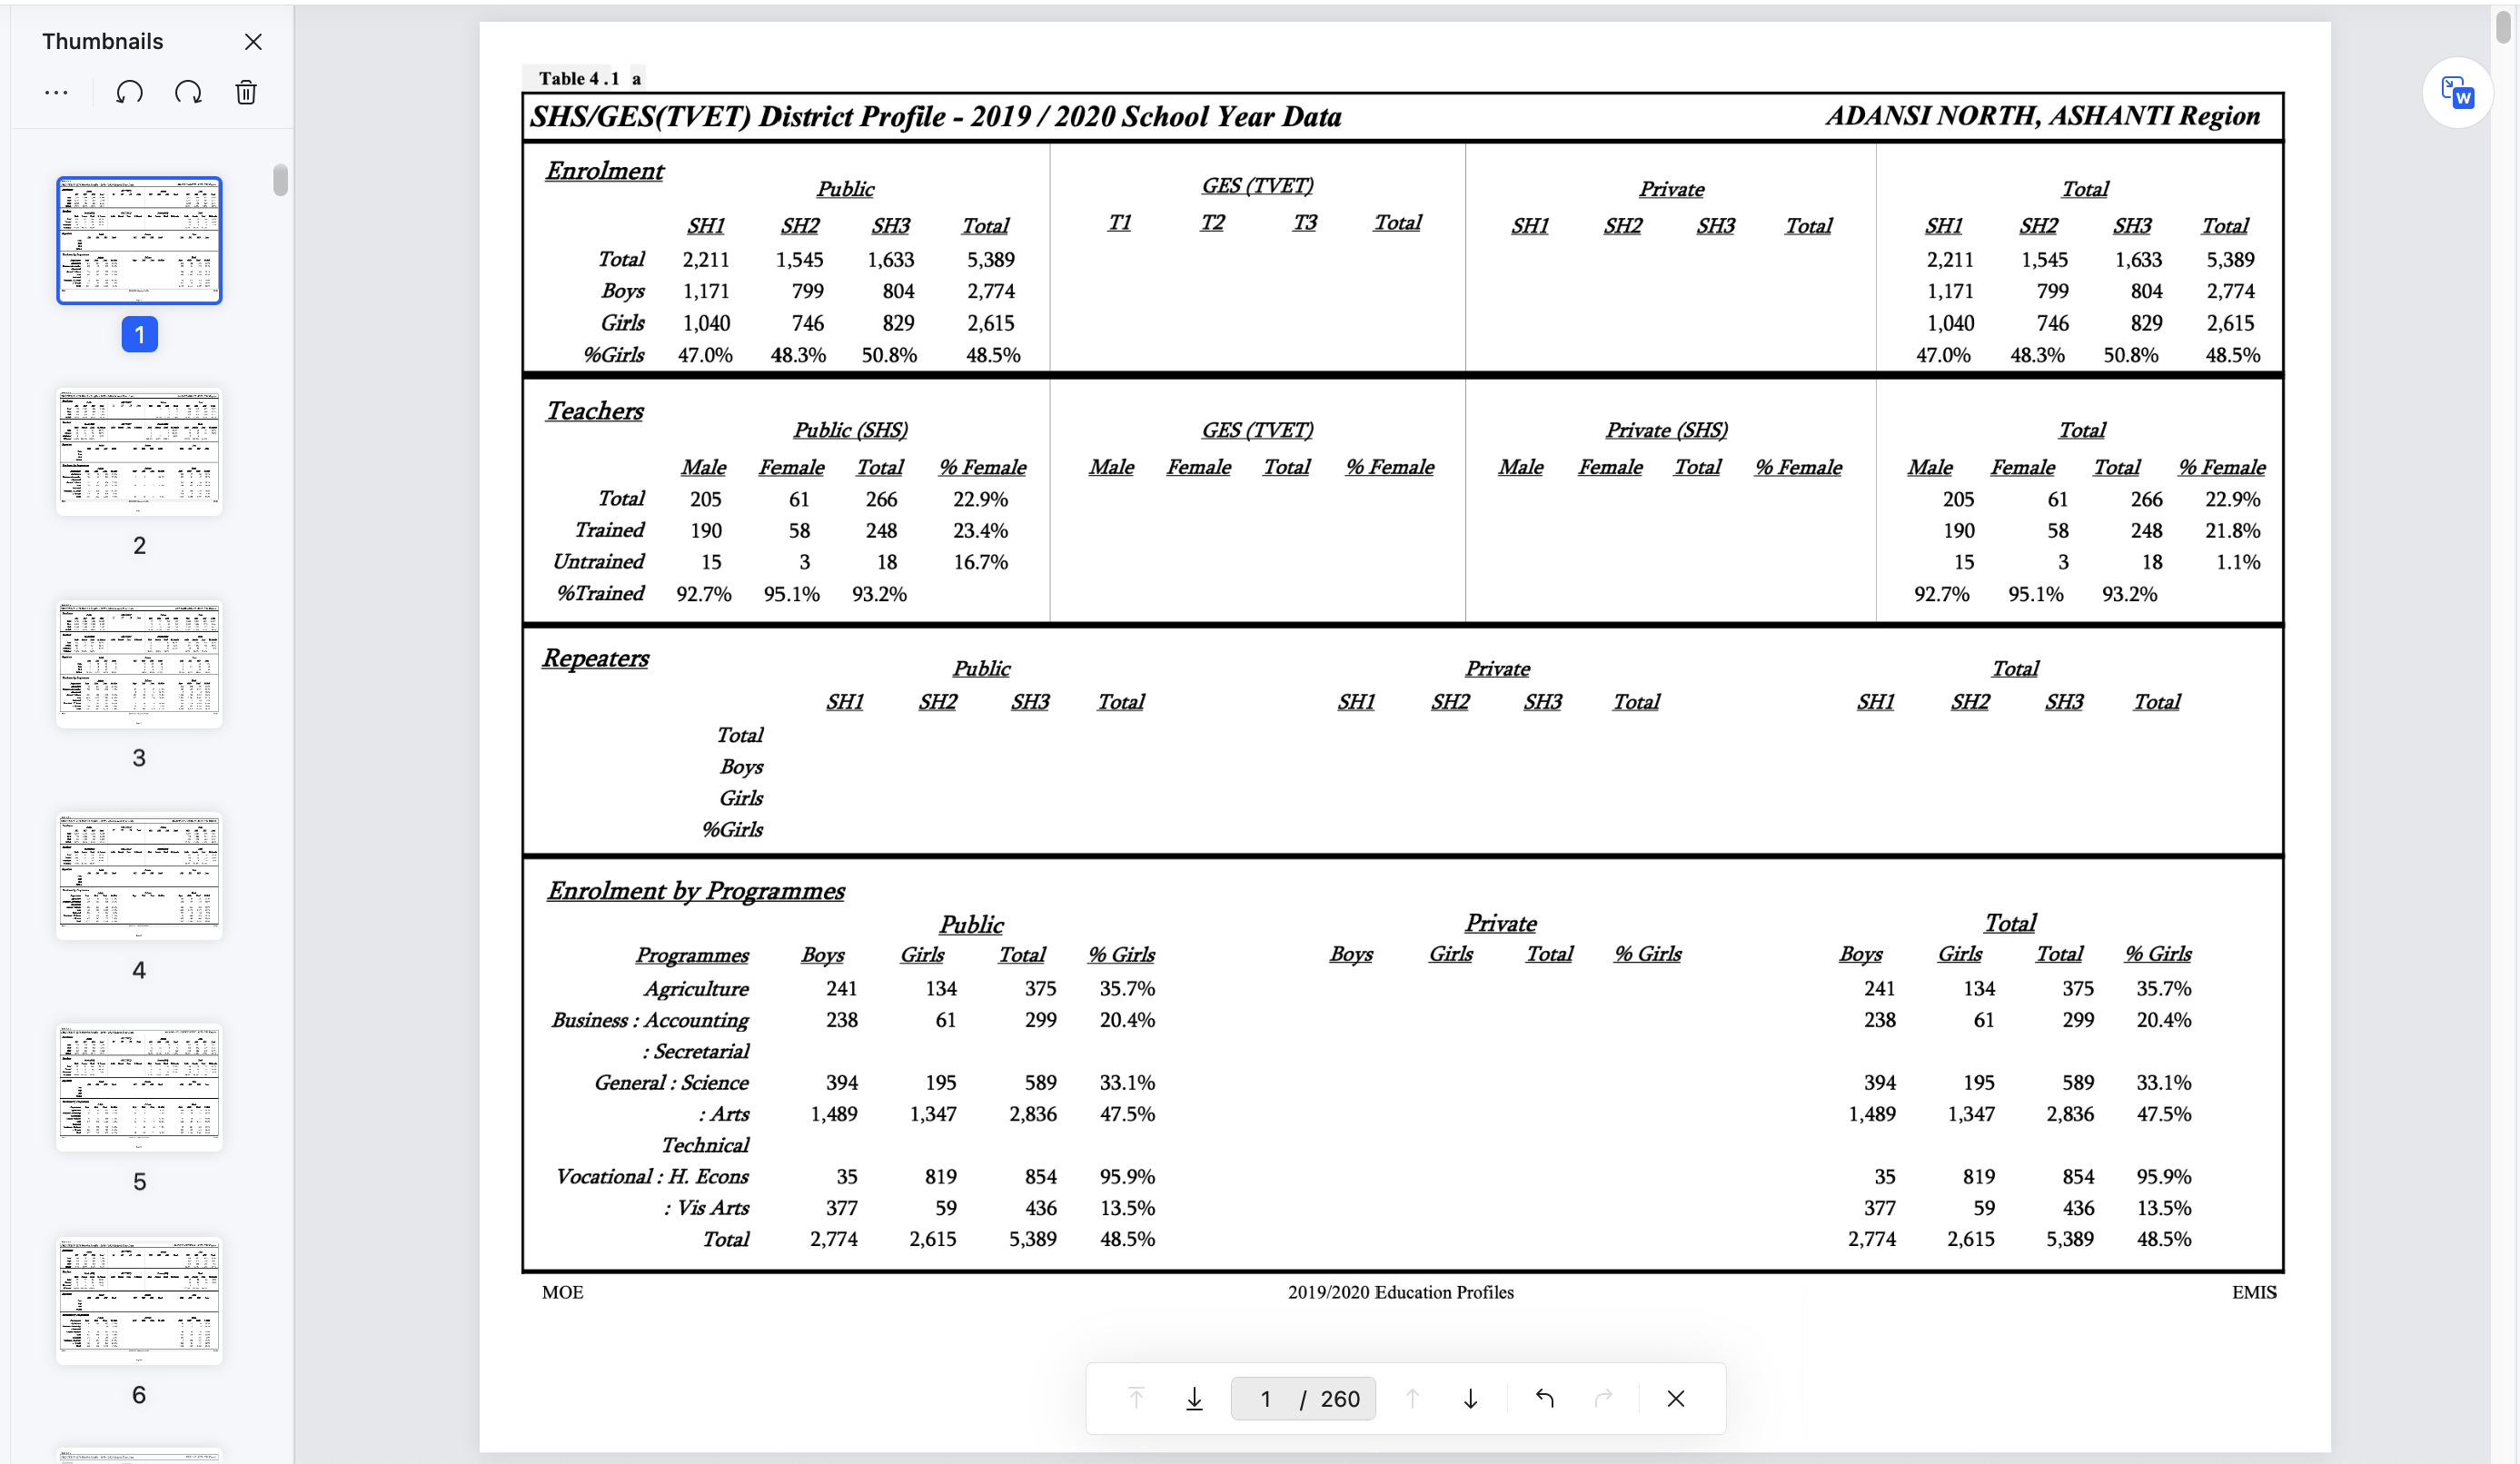 Thumbnails
Table 4 .1 a
SHS/GES(TVET) District Profile - 2019 / 2020 School Year Data ADANSI NORTH, ASHANTI Region
Enrolment
Public GES (TVET) Private Total
SH1 SH2 SH3 Total T1 T2 T3 Total SH1 SH2 SH3 Total SH1 SH2 SH3 Total
Total 2,211 1,545 1,633 5,389 2,211 1,545 1,633 5,389
Boys 1,171 799 804 2,774 1,171 799 804 2,774
Girls 1,040 746 829 2,615 1,040 746 829 2,615
%Girls 47.0% 48.3% 50.8% 48.5% 47.0% 48.3% 50.8% 48.5%
Teachers
Public (SHS) GES (TVET) Private (SHS) Total
Male Female Total % Female Male Female Total % Female Male Female Total % Female Male Female Total % Female
Total 205 61 266 22.9% 205 61 266 22.9%
Trained 190 58 248 23.4% 190 58 248 21.8%
Untrained 15 3 18 16.7% 15 3 18 1.1%
%Trained 92.7% 95.1% 93.2% 92.7% 95.1% 93.2%
Repeaters
Public Private Total
SH1 SH2 SH3 Total SH1 SH2 SH3 Total SH1 SH2 SH3 Total
Total
Boys
Girls
%Girls
Enrolment by Programmes
Public Private Total
Programmes Boys Girls Total % Girls Boys Girls Total % Girls Boys Girls Total % Girls
Agriculture 241 134 375 35.7% 241 134 375 35.7%
Business : Accounting 238 61 299 20.4% 238 61 299 20.4%
: Secretarial
General : Science 394 195 589 33.1% 394 195 589 33.1%
: Arts 1,489 1,347 2,836 47.5% 1,489 1,347 2,836 47.5%
Technical
Vocational : H. Econs 35 819 854 95.9% 35 819 854 95.9%
: Vis Arts 377 59 436 13.5% 377 59 436 13.5%
Total 2,774 2,615 5,389 48.5% 2,774 2,615 5,389 48.5%
MOE 2019/2020 Education Profiles EMIS
1 / 260
1
2
3
4
5
6
W